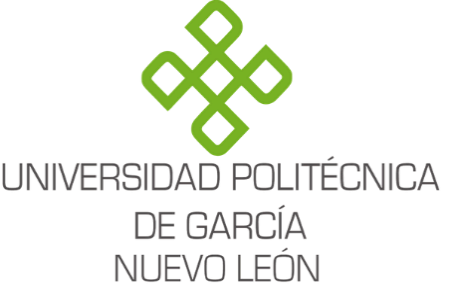 UNIVERSIDAD POLITÉCNICA
DE GARCÍA
NUEVO LEÓN